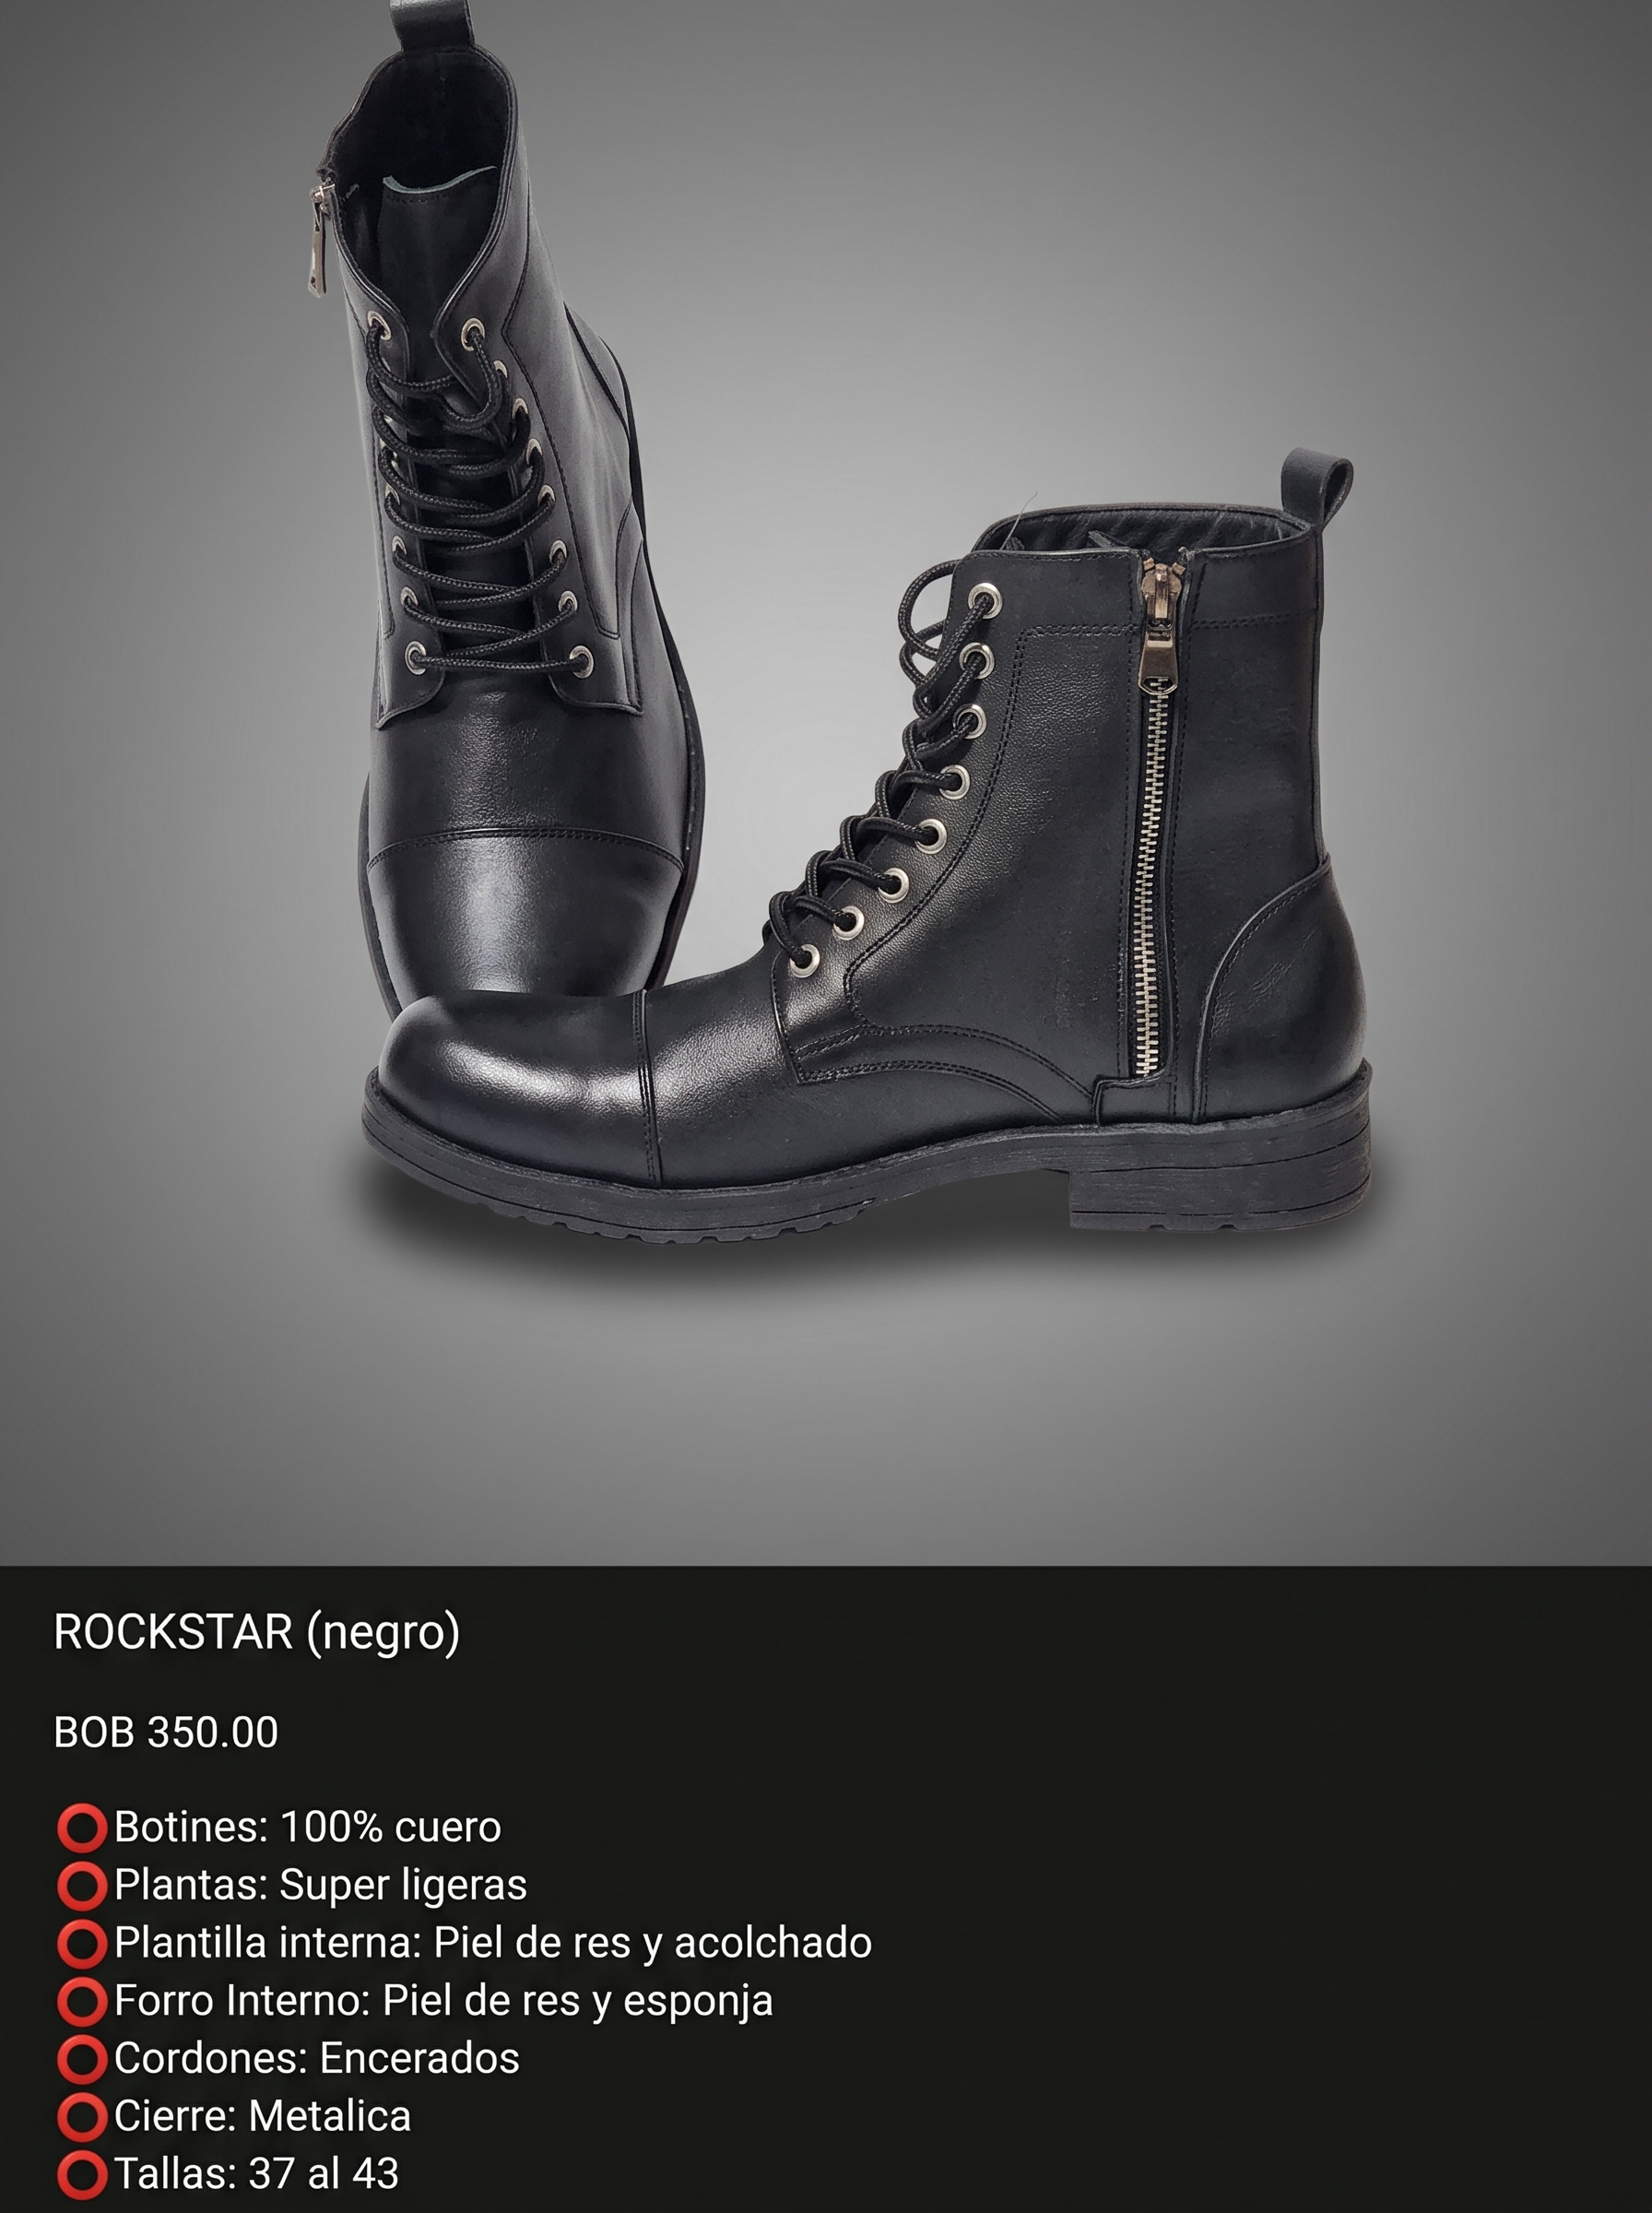 ROCKSTAR (negro)
BOB 350.00
⭕Botines: 100% cuero
⭕Plantas: Super ligeras
⭕Plantilla interna: Piel de res y acolchado
⭕Forro Interno: Piel de res y esponja
⭕Cordones: Encerados
⭕Cierre: Metalica
⭕Tallas: 37 al 43